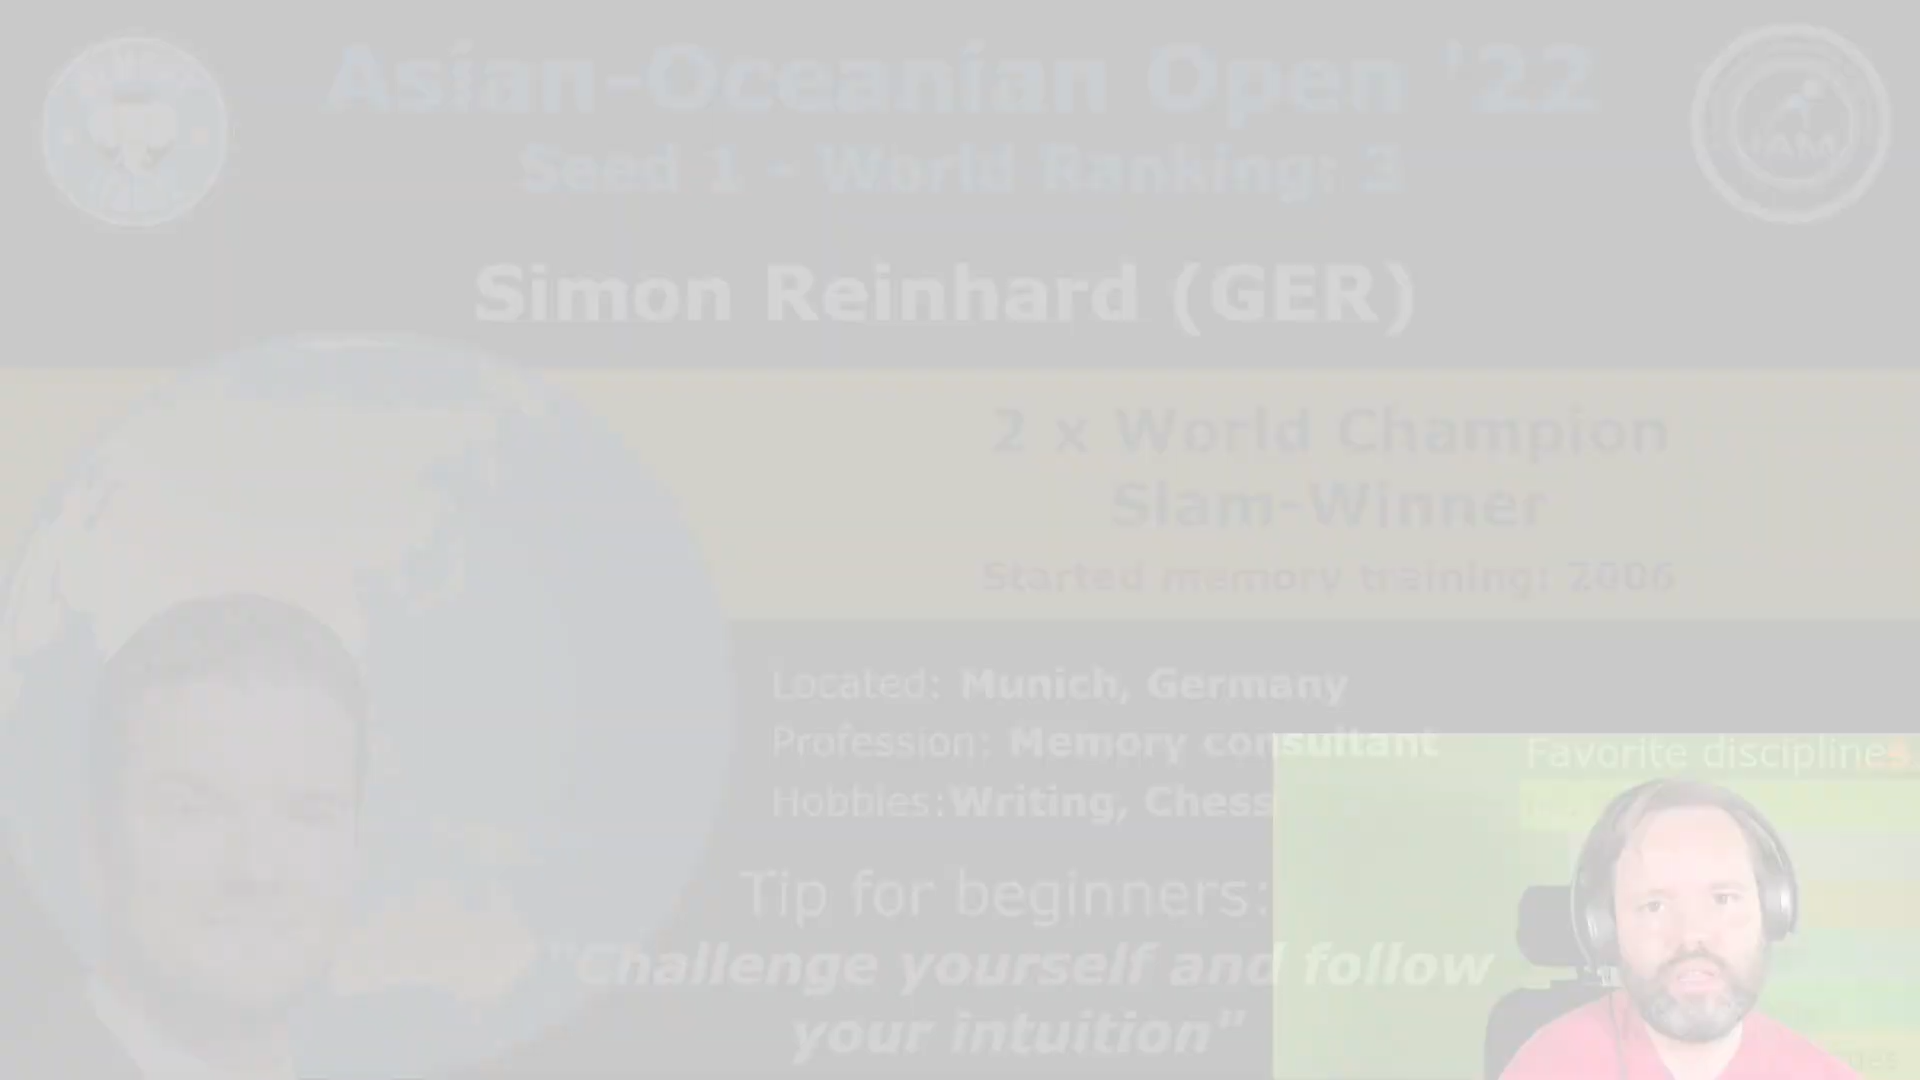 Asian-Oceanian Open '22
Seed 1 - World Ranking: 3
IAM
Simon Reinhard (GER)
2 x World Champion
Slam-Winner
Started memory training: 2006
Located: Munich, Germany
Profession: Memory consultant
Hobbies:Writing, Chess
Favorite disciplines
Tip for beginners:
"Challenge yourself and follow
your intuition"